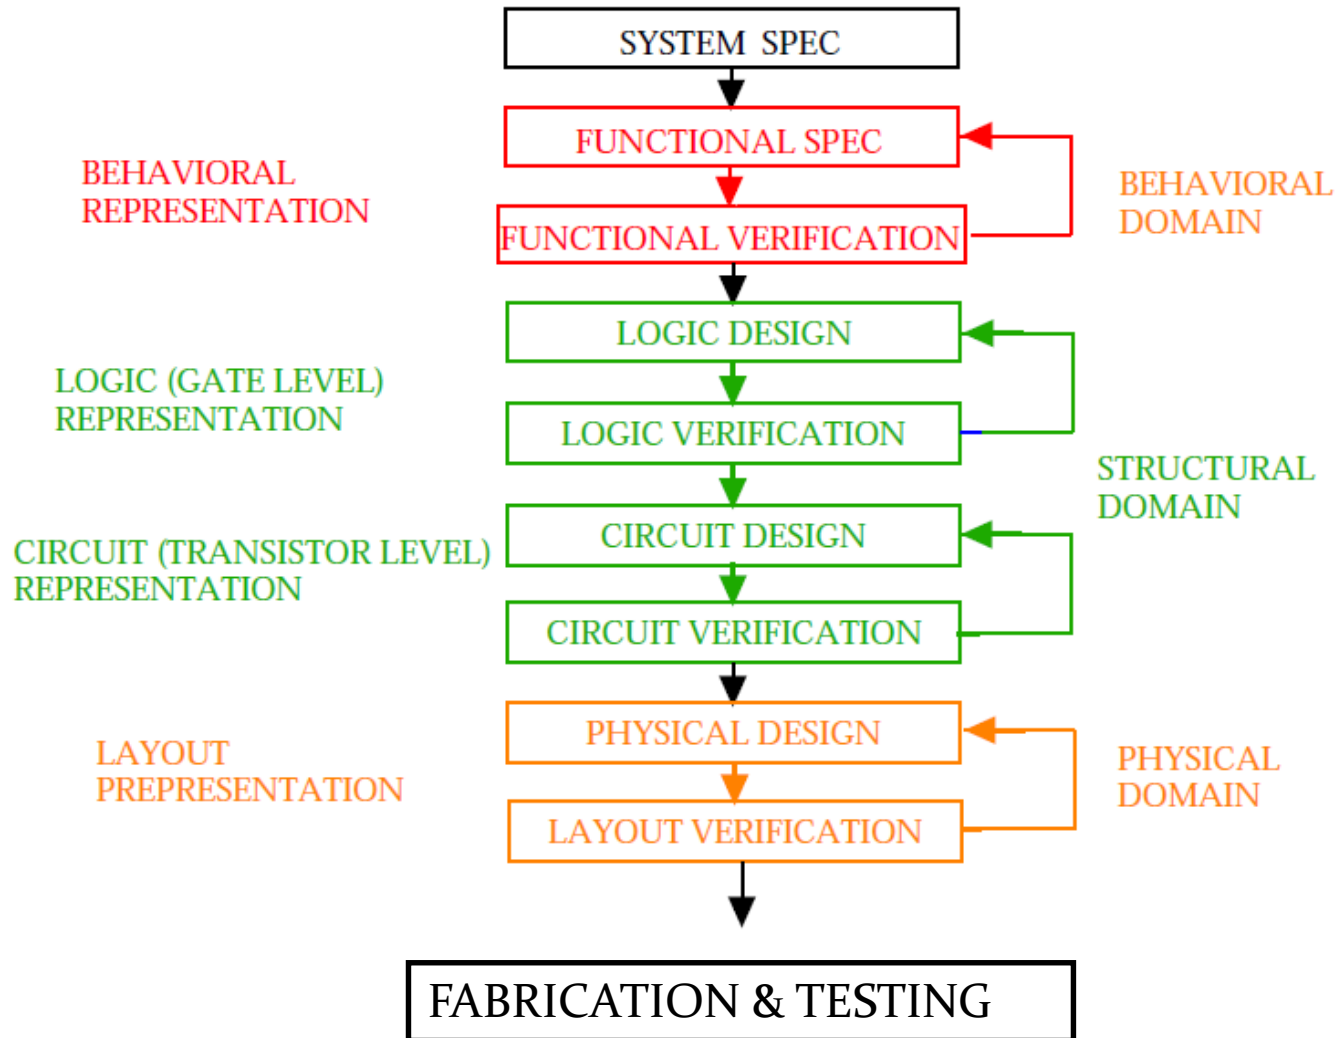 SYSTEM SPEC
FUNCTIONAL SPEC
BEHAVIORAL
REPRESENTATION
BEHAVIORAL
DOMAIN
FUNCTIONAL VERIFICATION
LOGIC DESIGN
LOGIC (GATE LEVEL)
REPRESENTATION
LOGIC VERIFICATION
STRUCTURAL
DOMAIN
CIRCUIT DESIGN
CIRCUIT (TRANSISTOR LEVEL)
REPRESENTATION
CIRCUIT VERIFICATION
PHYSICAL DESIGN
LAYOUT
PREPRESENTATION
PHYSICAL
DOMAIN
LAYOUT VERIFICATION
FABRICATION & TESTING